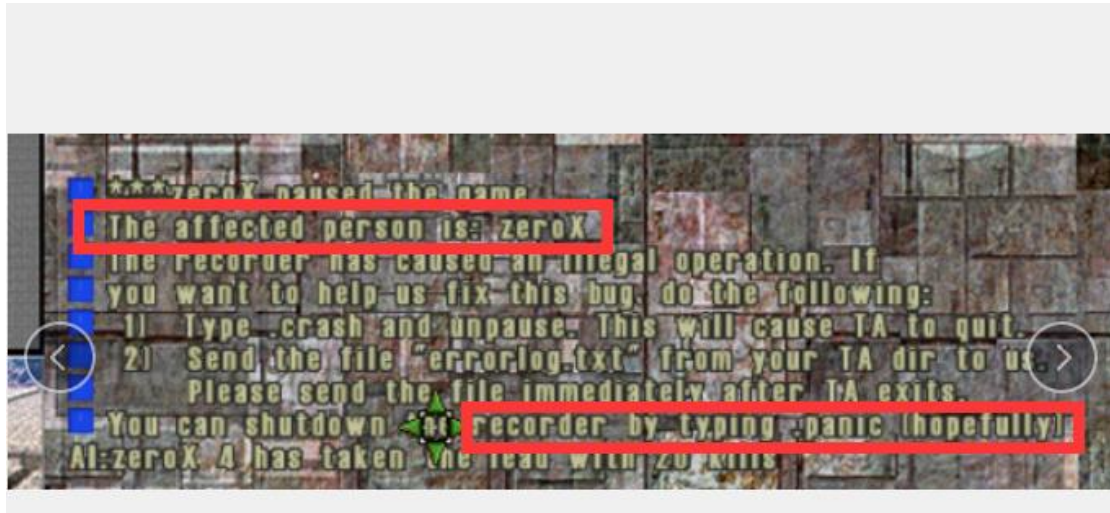 ***zeroX paused the game
The affected person is: zeroX
The recorder has caused an illegal operation. If
you want to help us fix this bug, do the following:
1) Type .crash and unpause. This will cause TA to quit.
2) Send the file "errorlog.txt" from your TA dir to us.
Please send the file immediately after TA exits.
You can shutdown the recorder by typing .panic (hopefully)
AI:zeroX 4 has taken the lead with 20 kills